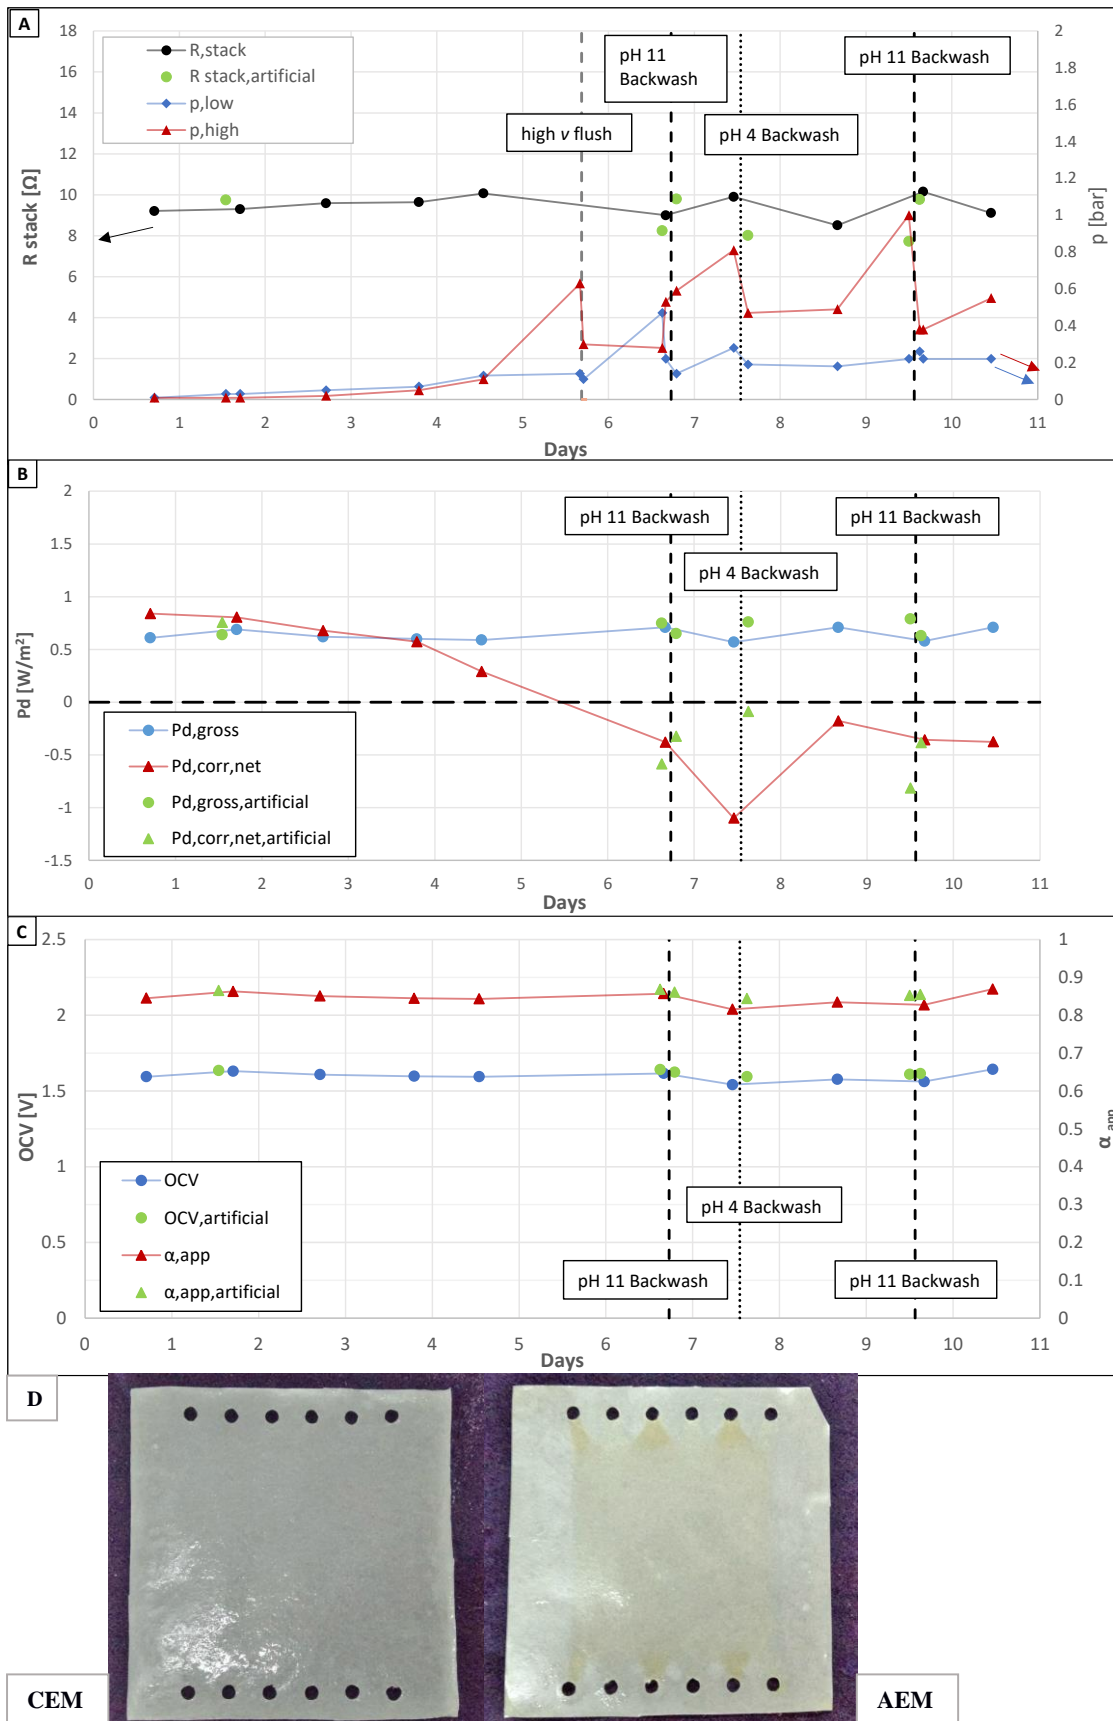 A
18
16
14
12
10
8
6
4
2
0
R stack [Ω]
R,stack
R stack,artificial
p,low
p,high
high v flush
pH 11
Backwash
pH 4 Backwash
pH 11 Backwash
2
1.8
1.6
1.4
1.2
1
0.8
0.6
0.4
0.2
0
p [bar]
0 1 2 3 4 5 6 7 8 9 10 11
Days
B
2
1.5
1
0.5
0
-0.5
-1
-1.5
Pd [W/m²]
pH 11 Backwash
pH 4 Backwash
pH 11 Backwash
Pd,gross
Pd,corr,net
Pd,gross,artificial
Pd,corr,net,artificial
0 1 2 3 4 5 6 7 8 9 10 11
Days
C
2.5
2
1.5
1
0.5
0
OCV [V]
OCV
OCV,artificial
α,app
α,app,artificial
pH 4 Backwash
pH 11 Backwash
pH 11 Backwash
1
0.9
0.8
0.7
0.6
0.5
0.4
0.3
0.2
0.1
0
α app
0 1 2 3 4 5 6 7 8 9 10 11
Days
D
CEM
AEM